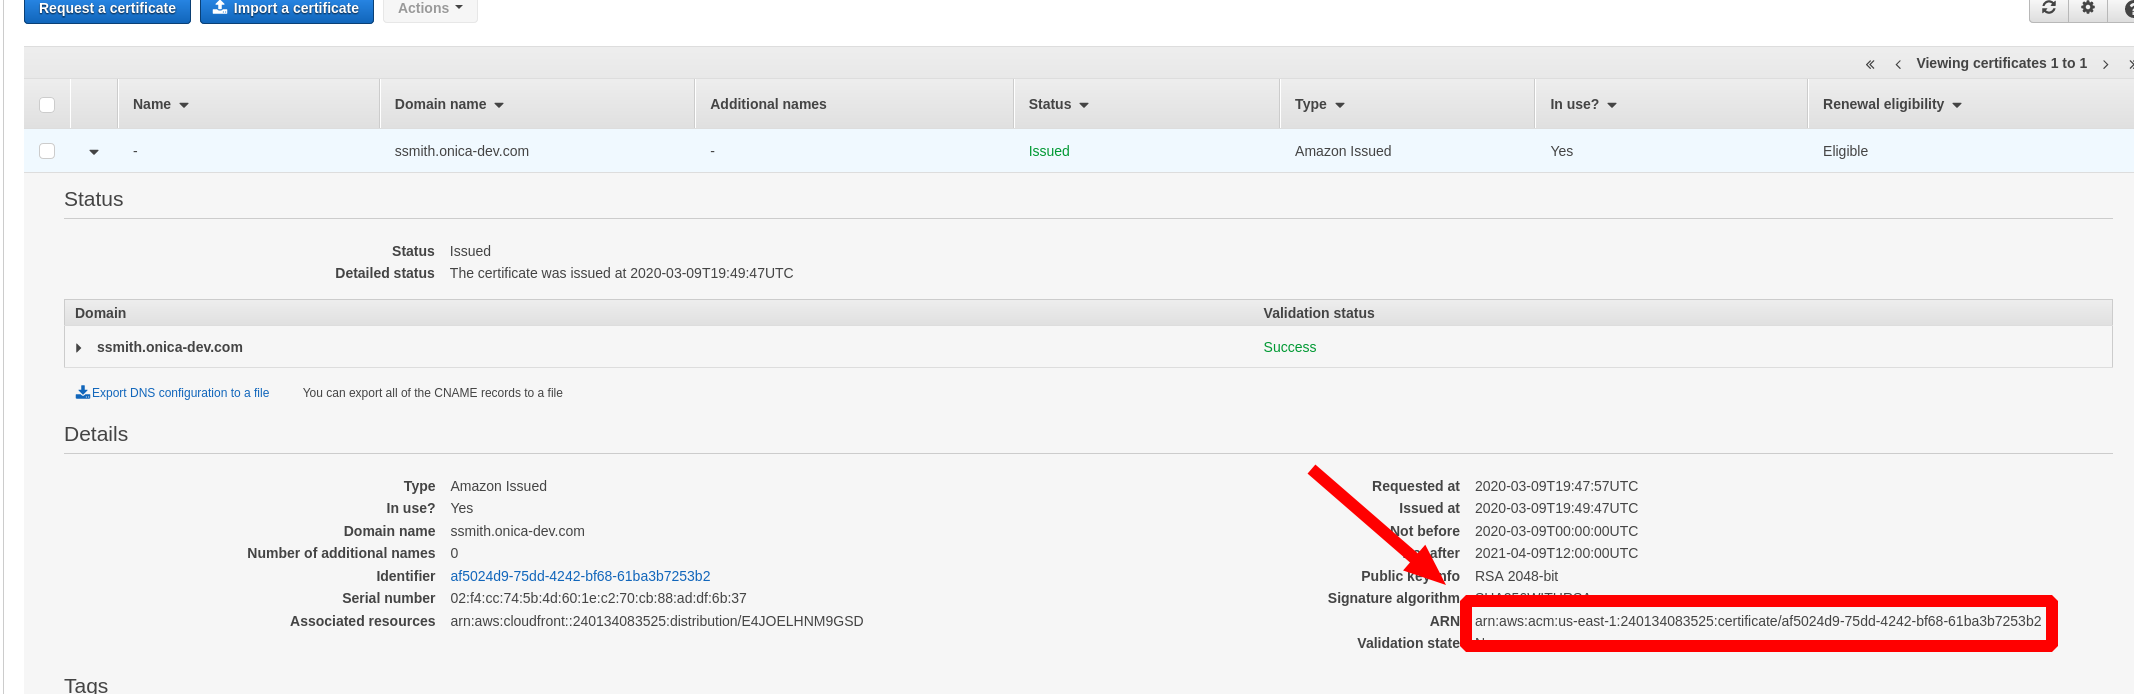 Request a certificate Import a certificate Actions
« ‹ Viewing certificates 1 to 1 › »
Name Domain name Additional names Status Type In use? Renewal eligibility
- ssmith.onica-dev.com - Issued Amazon Issued Yes Eligible
Status
Status Issued
Detailed status The certificate was issued at 2020-03-09T19:49:47UTC
Domain Validation status
ssmith.onica-dev.com Success
Export DNS configuration to a file You can export all of the CNAME records to a file
Details
Type Amazon Issued Requested at 2020-03-09T19:47:57UTC
In use? Yes Issued at 2020-03-09T19:49:47UTC
Domain name ssmith.onica-dev.com Not before 2020-03-09T00:00:00UTC
Number of additional names 0 after 2021-04-09T12:00:00UTC
Identifier af5024d9-75dd-4242-bf68-61ba3b7253b2 Public key info RSA 2048-bit
Serial number 02:f4:cc:74:5b:4d:60:1e:c2:70:cb:88:ad:df:6b:37 Signature algorithm
Associated resources arn:aws:cloudfront::240134083525:distribution/E4JOELHNM9GSD ARN arn:aws:acm:us-east-1:240134083525:certificate/af5024d9-75dd-4242-bf68-61ba3b7253b2
Validation state
Tags